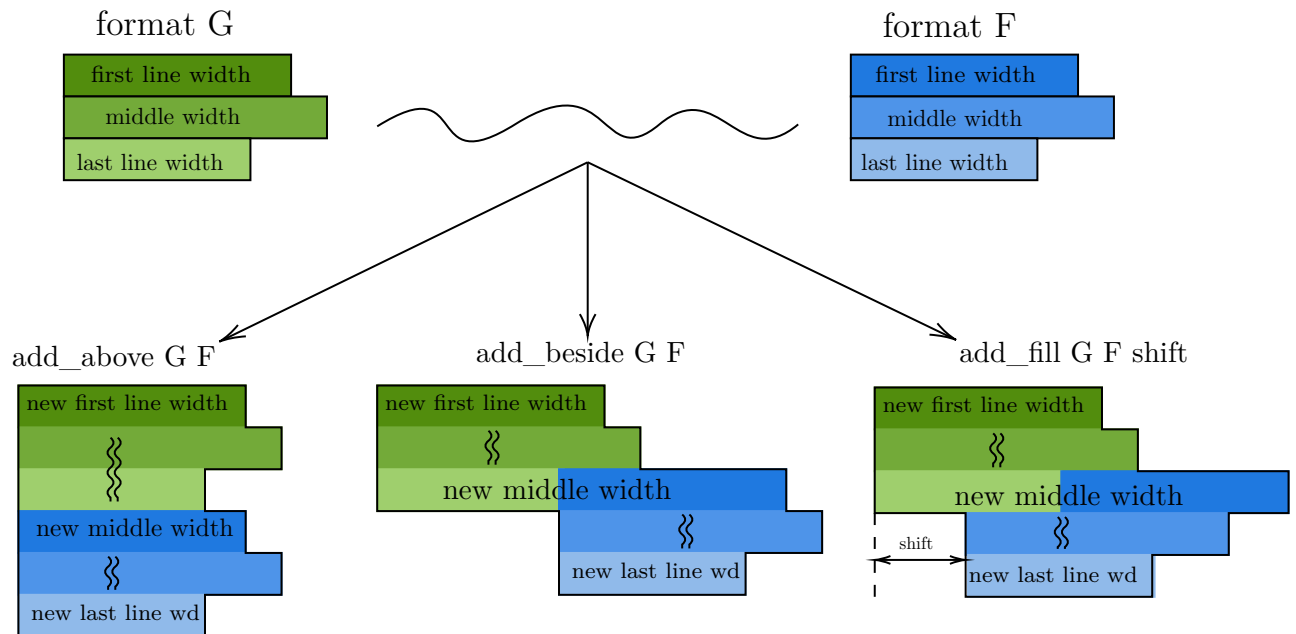 format G
format F
first line width
middle width
last line width
first line width
middle width
last line width
add_above G F
add_beside G F
add_fill G F shift
new first line width
new middle width
new last line wd
new first line width
new middle width
new last line wd
new first line width
new middle width
shift
new last line wd